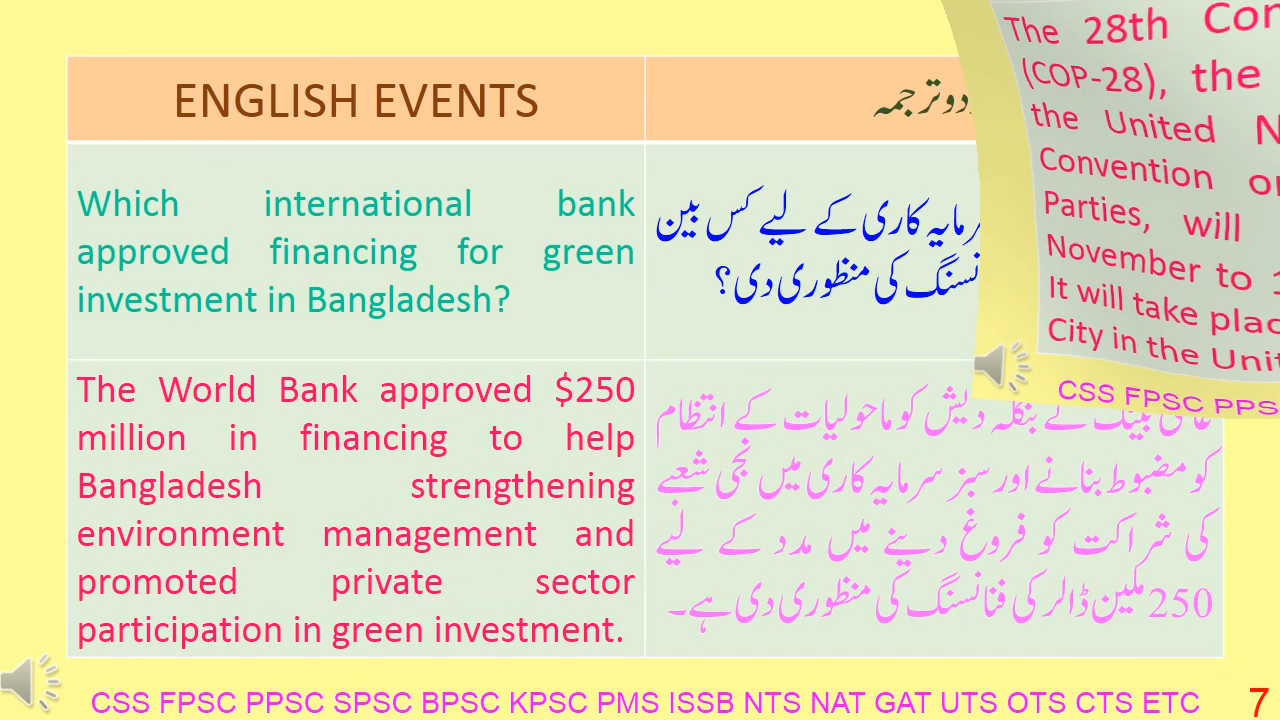 ENGLISH EVENTS
ترجمہ
Which international bank
approved financing for green
investment in Bangladesh?
سرمایہ کاری کے لیے کس بین
کی منظوری دی؟
The World Bank approved $250
million in financing to help
Bangladesh strengthening
environment management and
promoted private sector
participation in green investment.
بینک نے بنگلہ دیش کو ماحولیات کے انتظام
کو مضبوط بنانے اور سبز سرمایہ کاری میں نجی شعبے
کی شراکت کو فروغ دینے میں مدد کے لیے
250 ملین ڈالر کی فنانسنگ کی منظوری دی ہے۔
The 28th
(COP-28), the
the United
Convention
Parties, will
November to
It will take
City in the
CSS FPSC
CSS FPSC PPSC SPSC BPSC KPSC PMS ISSB NTS NAT GAT UTS OTS CTS ETC
7